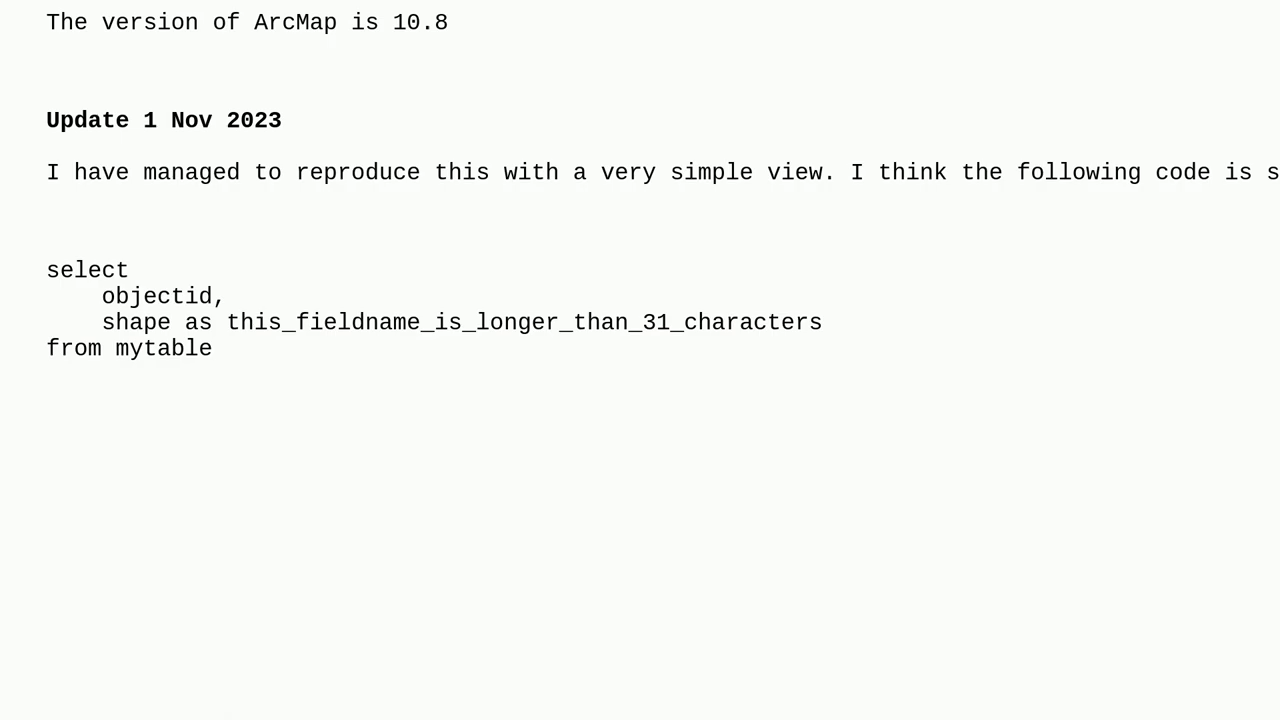 The version of ArcMap is 10.8
Update 1 Nov 2023
I have managed to reproduce this with a very simple view. I think the following code is s
select
    objectid,
    shape as this_fieldname_is_longer_than_31_characters
from mytable